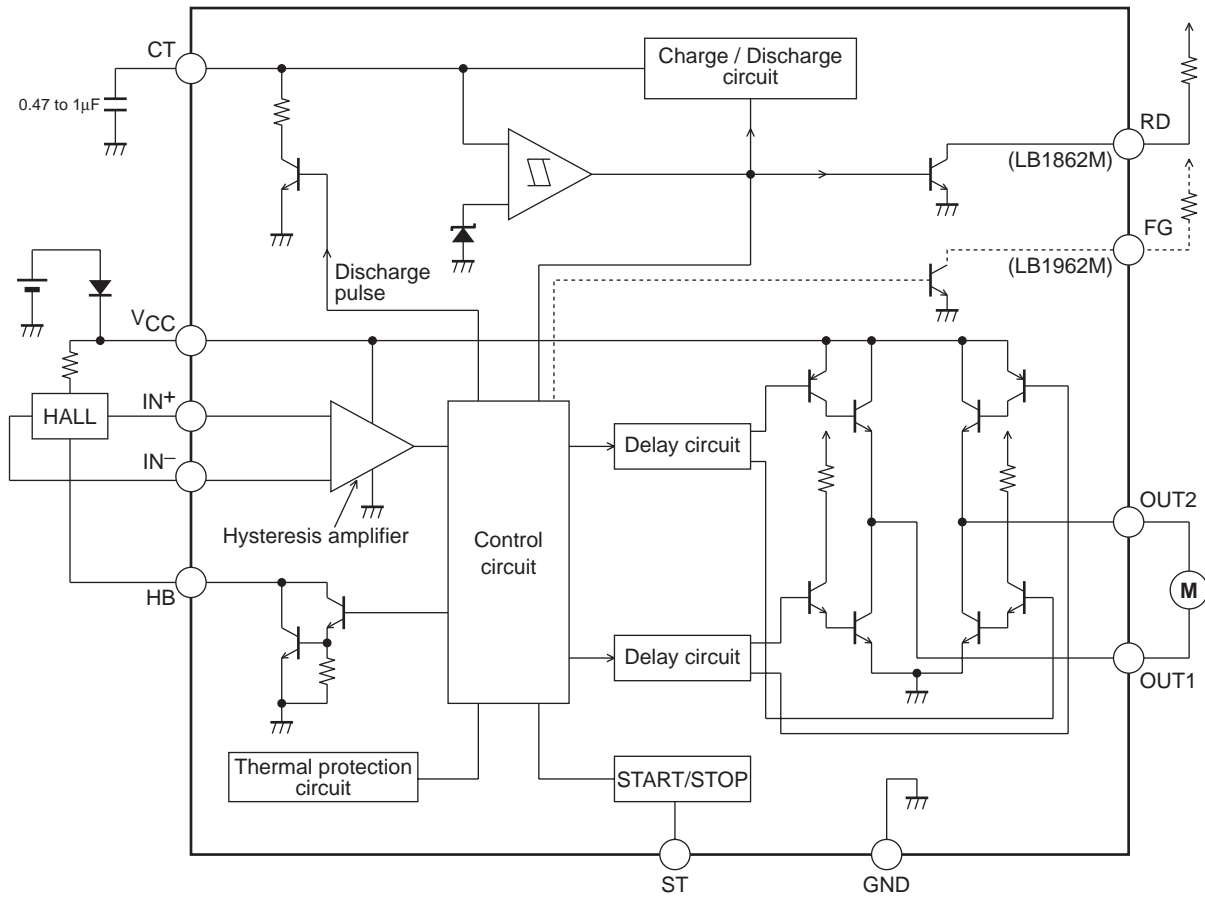 CT
0.47 to 1µF
Charge / Discharge
circuit
RD
(LB1862M)
FG
(LB1962M)
Discharge
pulse
VCC
IN+
HALL
IN−
Hysteresis amplifier
HB
Control
circuit
Delay circuit
Delay circuit
OUT2
M
OUT1
Thermal protection
circuit
START/STOP
ST
GND